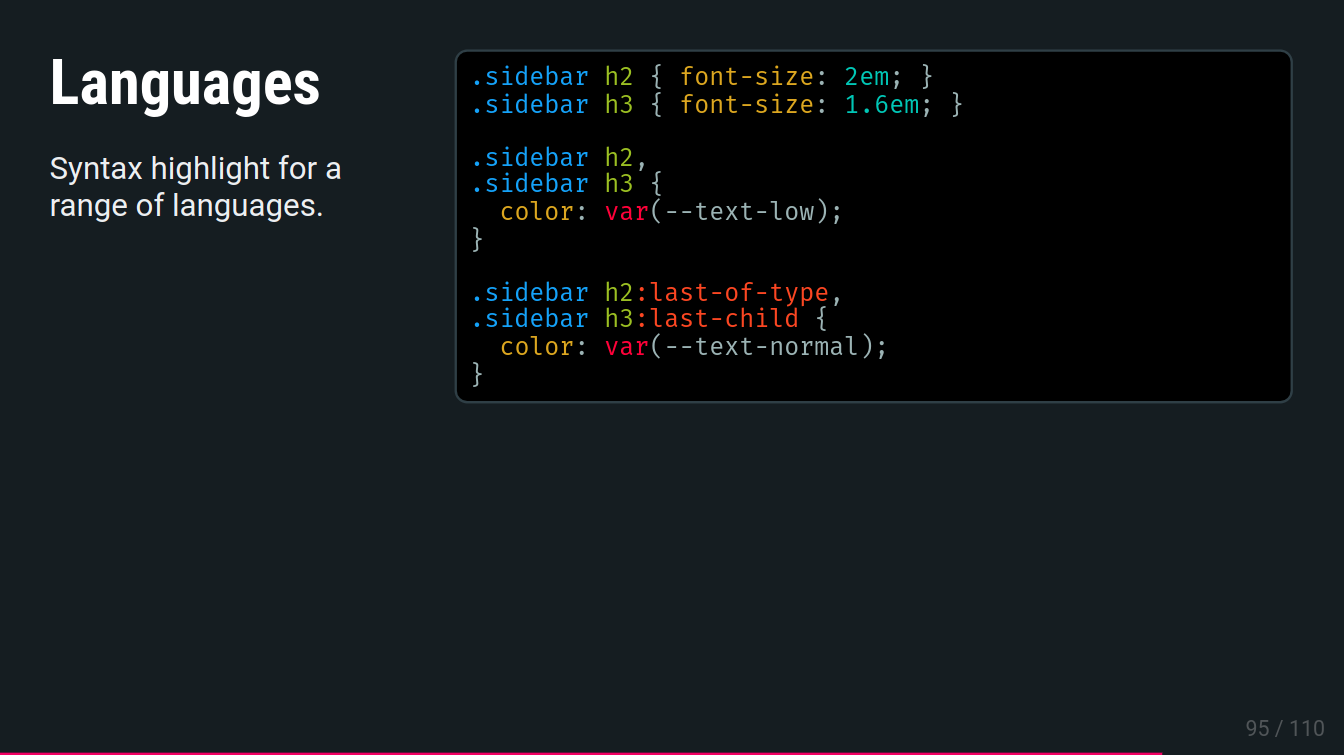 Languages
Syntax highlight for a
range of languages.
.sidebar h2 { font-size: 2em; }
.sidebar h3 { font-size: 1.6em; }

.sidebar h2,
.sidebar h3 {
  color: var(--text-low);
}

.sidebar h2:last-of-type,
.sidebar h3:last-child {
  color: var(--text-normal);
}
95 / 110